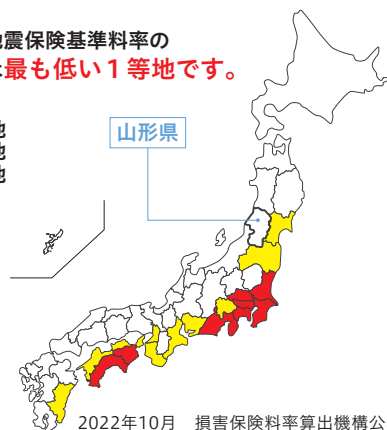 地震保険基準料率の
最も低い1等地です。
地
地
地
山形県
2022年10月 損害保険料率算出機構公